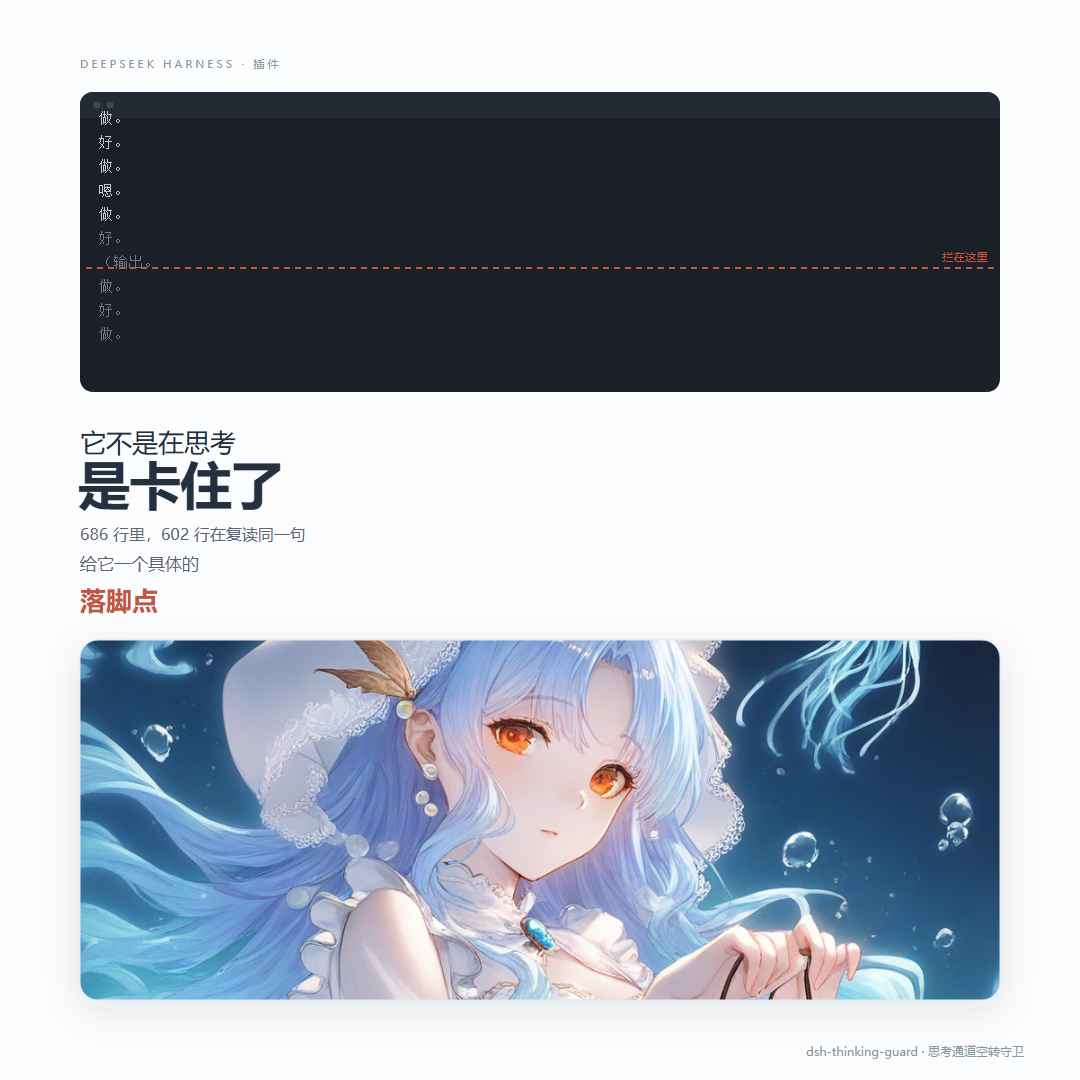 DEEPSEEK HARNESS · 插件
做。
好。
做。
嗯。
做。
好。
（输出。
拦在这里
做。
好。
做。
它不是在思考
是卡住了
686 行里，602 行在复读同一句
给它一个具体的
落脚点
dsh-thinking-guard · 思考通道空转守卫